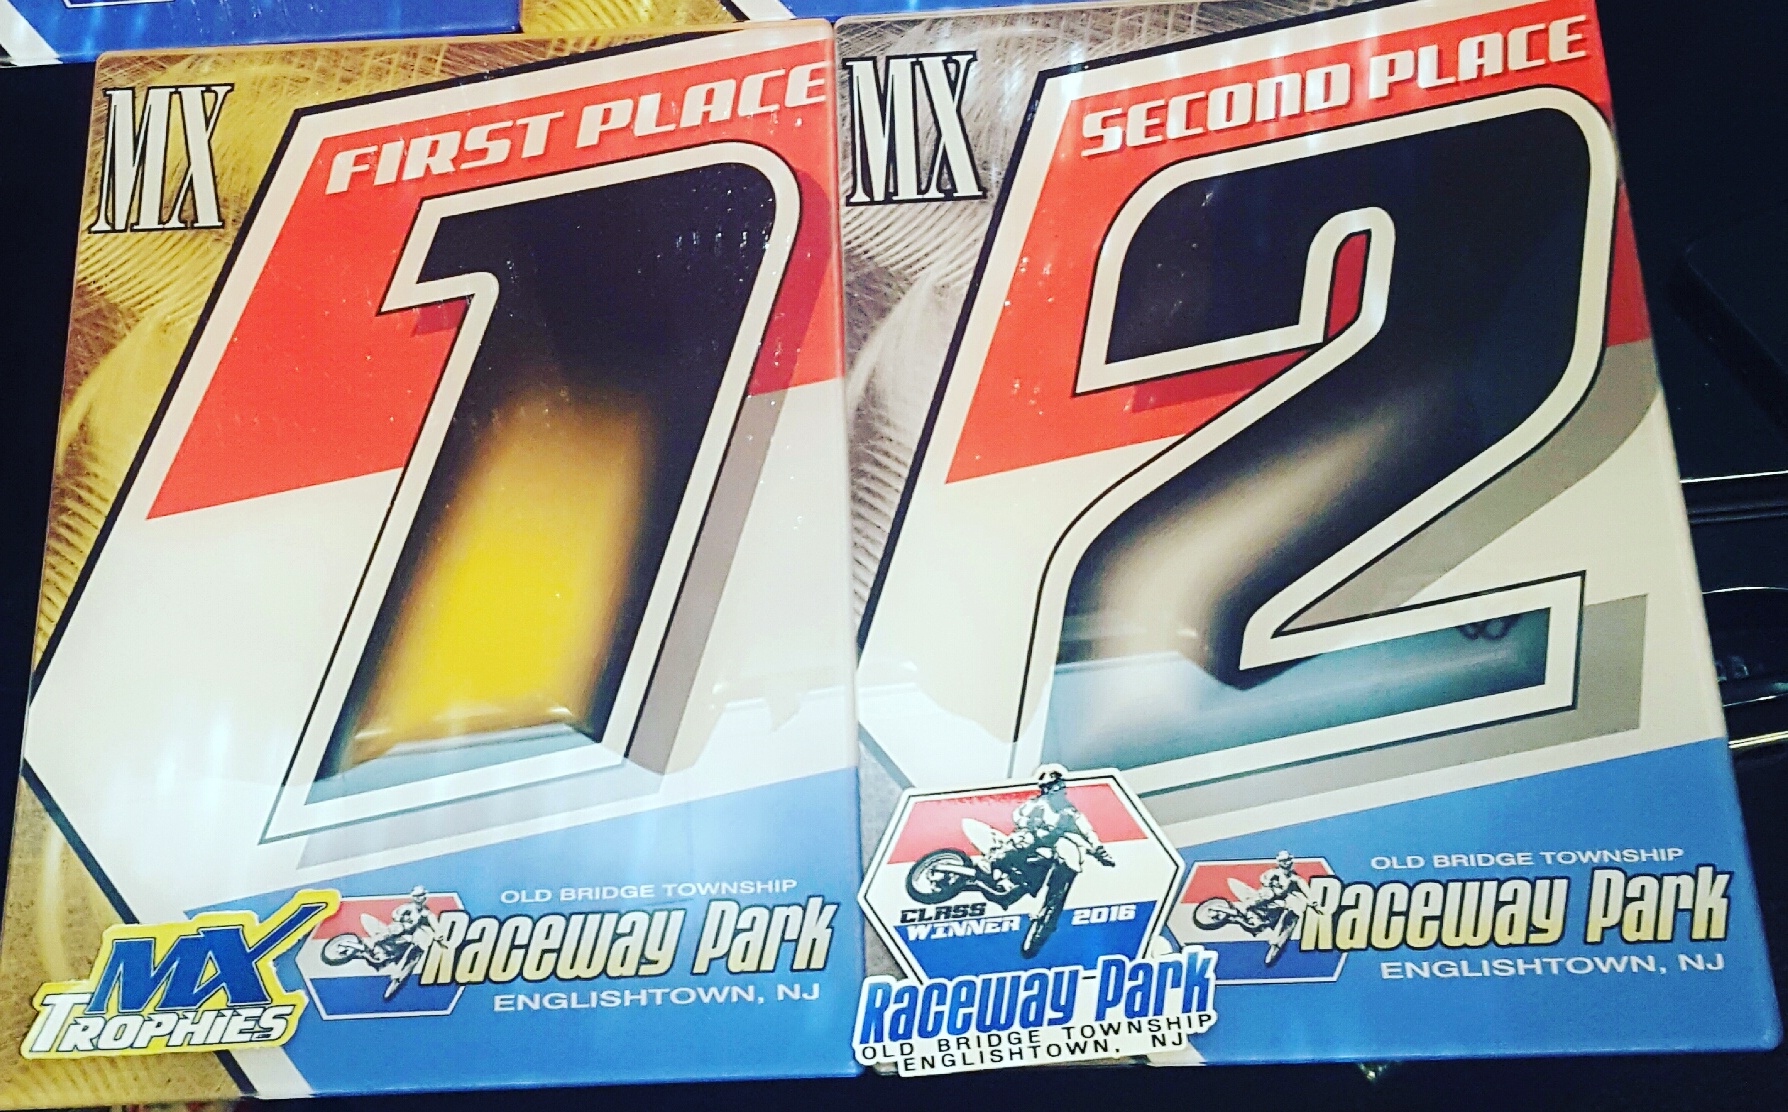 MX
FIRST PLACE
1
OLD BRIDGE TOWNSHIP
Raceway Park
ENGLISHTOWN, NJ
MX
TROPHIES
MX
SECOND PLACE
2
CLASS
WINNER 2016
Raceway Park
OLD BRIDGE TOWNSHIP
ENGLISHTOWN, NJ
OLD BRIDGE TOWNSHIP
Raceway Park
ENGLISHTOWN, NJ